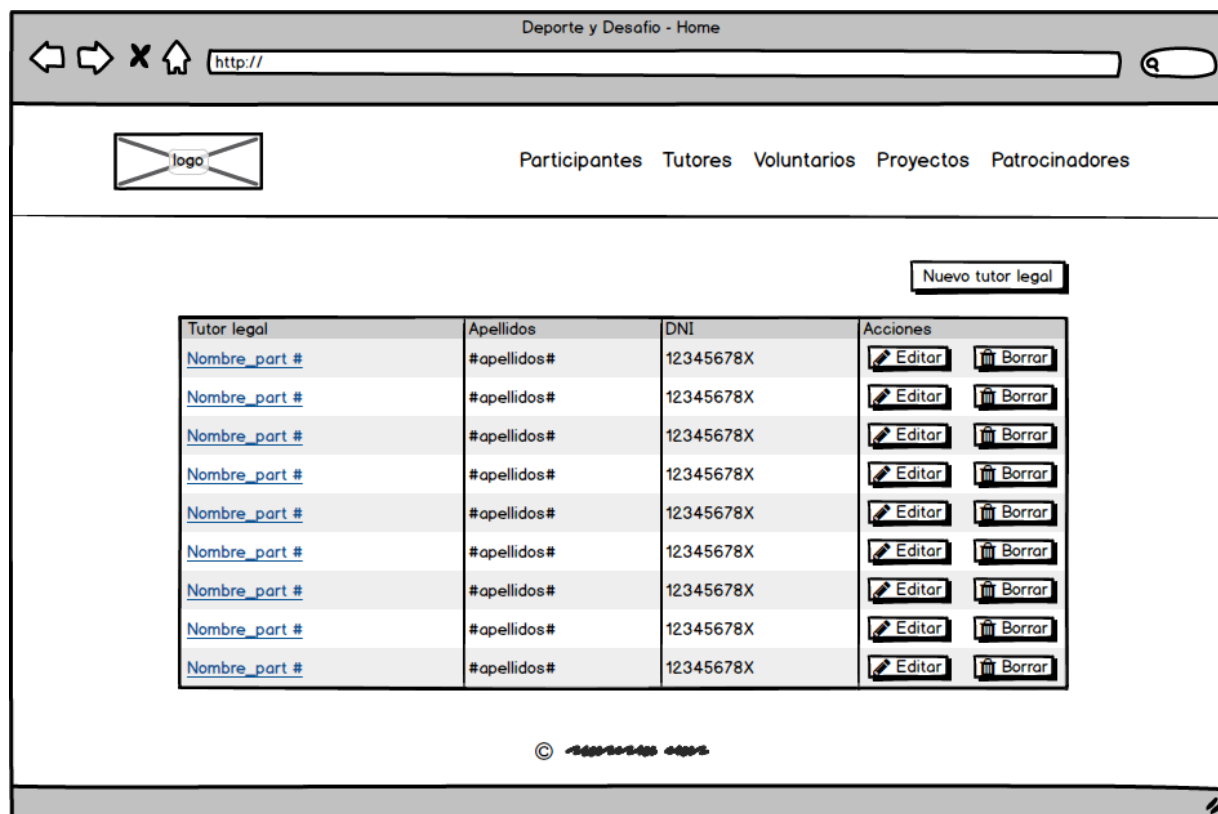 Deporte y Desafio - Home
http://
logo
Participantes Tutores Voluntarios Proyectos Patrocinadores
Nuevo tutor legal
Tutor legal Apellidos DNI Acciones
Nombre_part # #apellidos# 12345678X Editar Borrar
Nombre_part # #apellidos# 12345678X Editar Borrar
Nombre_part # #apellidos# 12345678X Editar Borrar
Nombre_part # #apellidos# 12345678X Editar Borrar
Nombre_part # #apellidos# 12345678X Editar Borrar
Nombre_part # #apellidos# 12345678X Editar Borrar
Nombre_part # #apellidos# 12345678X Editar Borrar
Nombre_part # #apellidos# 12345678X Editar Borrar
Nombre_part # #apellidos# 12345678X Editar Borrar
©